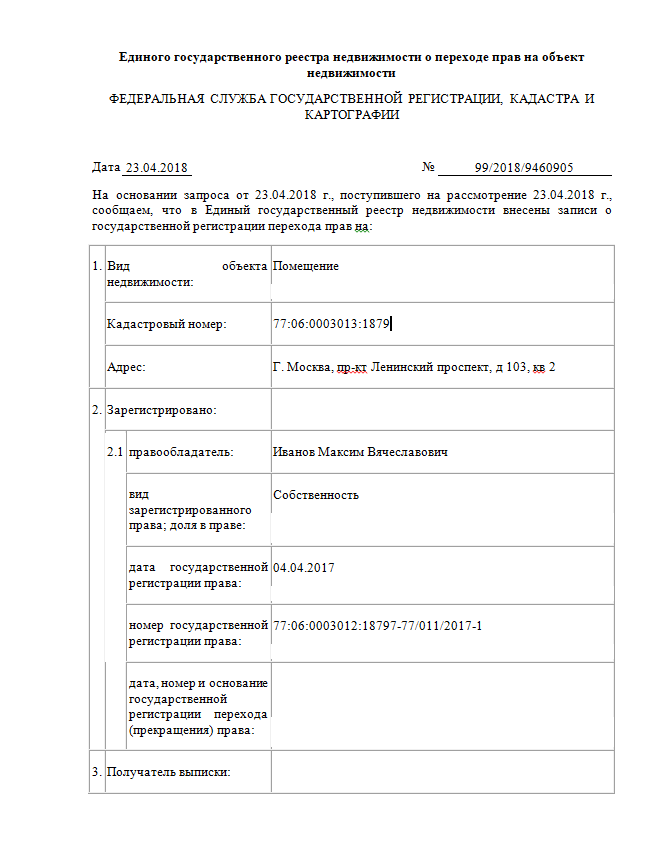 Единого государственного реестра недвижимости о переходе прав на объект
недвижимости
ФЕДЕРАЛЬНАЯ СЛУЖБА ГОСУДАРСТВЕННОЙ РЕГИСТРАЦИИ, КАДАСТРА И
КАРТОГРАФИИ
Дата 23.04.2018 № 99/2018/9460905
На основании запроса от 23.04.2018 г., поступившего на рассмотрение 23.04.2018 г.,
сообщаем, что в Единый государственный реестр недвижимости внесены записи о
государственной регистрации перехода прав на:
1. Вид объекта Помещение
недвижимости:
Кадастровый номер: 77:06:0003013:1879
Адрес: Г. Москва, пр-кт Ленинский проспект, д 103, кв 2
2. Зарегистрировано:
2.1 правообладатель: Иванов Максим Вячеславович
вид Собственность
зарегистрированного
права; доля в праве:
дата государственной 04.04.2017
регистрации права:
номер государственной 77:06:0003012:18797-77/011/2017-1
регистрации права:
дата, номер и основание
государственной
регистрации перехода
(прекращения) права:
3. Получатель выписки: